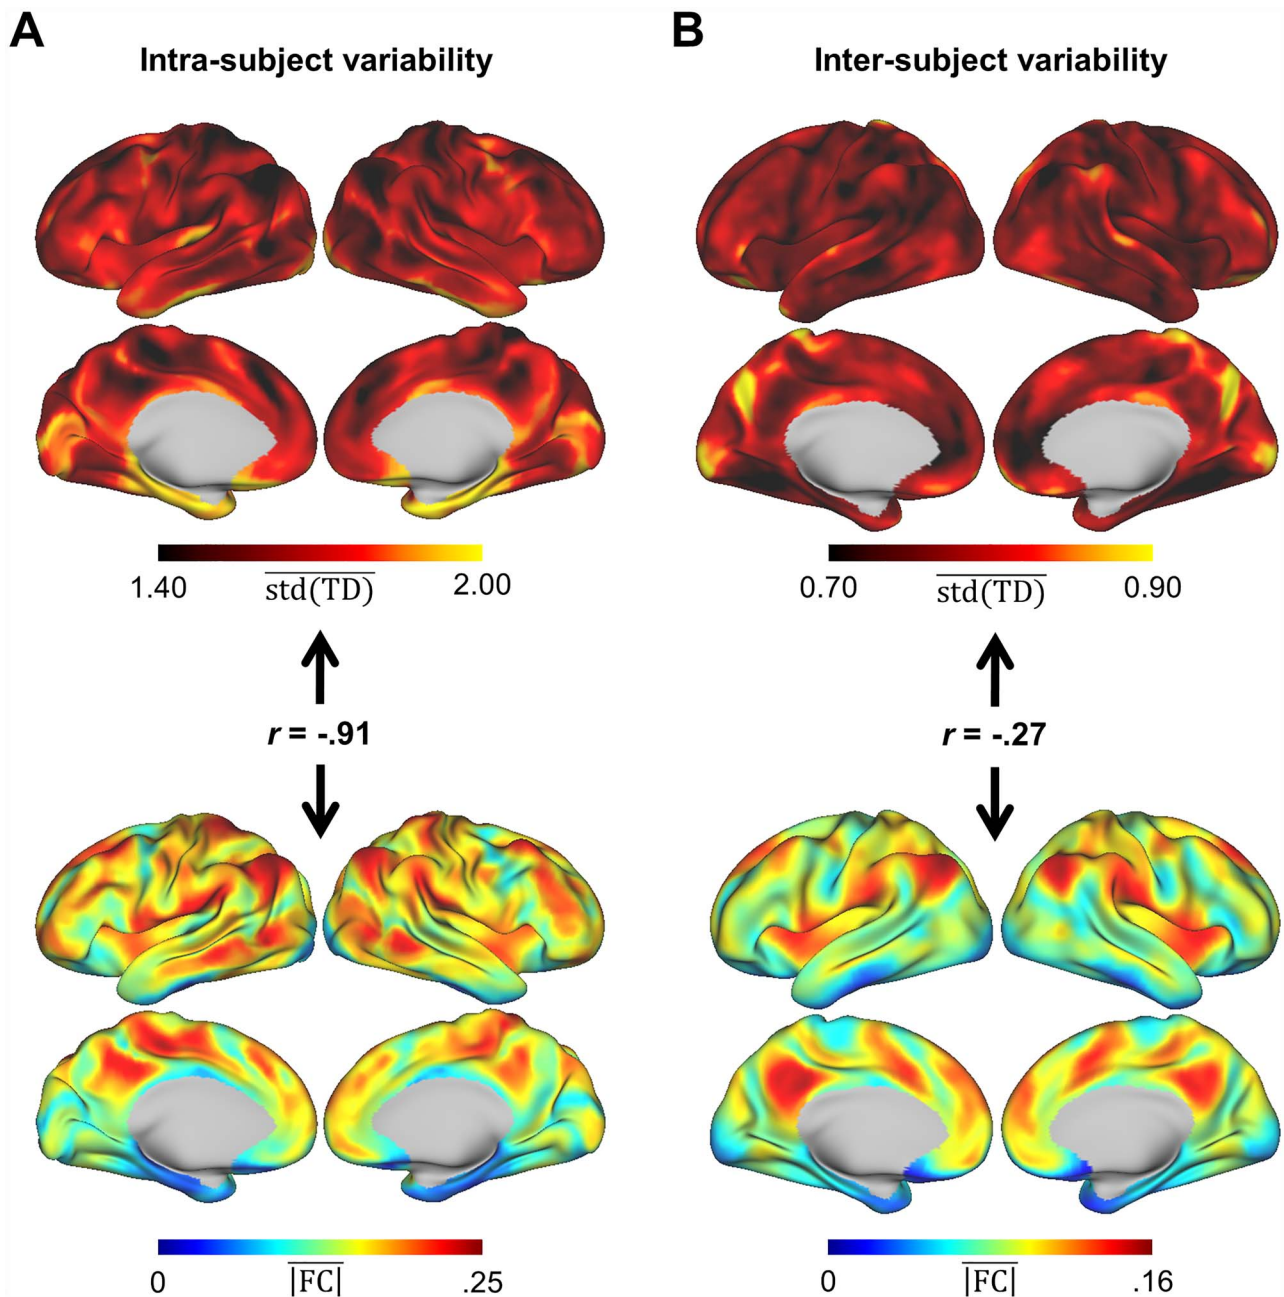 A
Intra-subject variability
1.40
std(TD)
2.00
r = -.91
0
|FC|
.25
B
Inter-subject variability
0.70
std(TD)
0.90
r = -.27
0
|FC|
.16